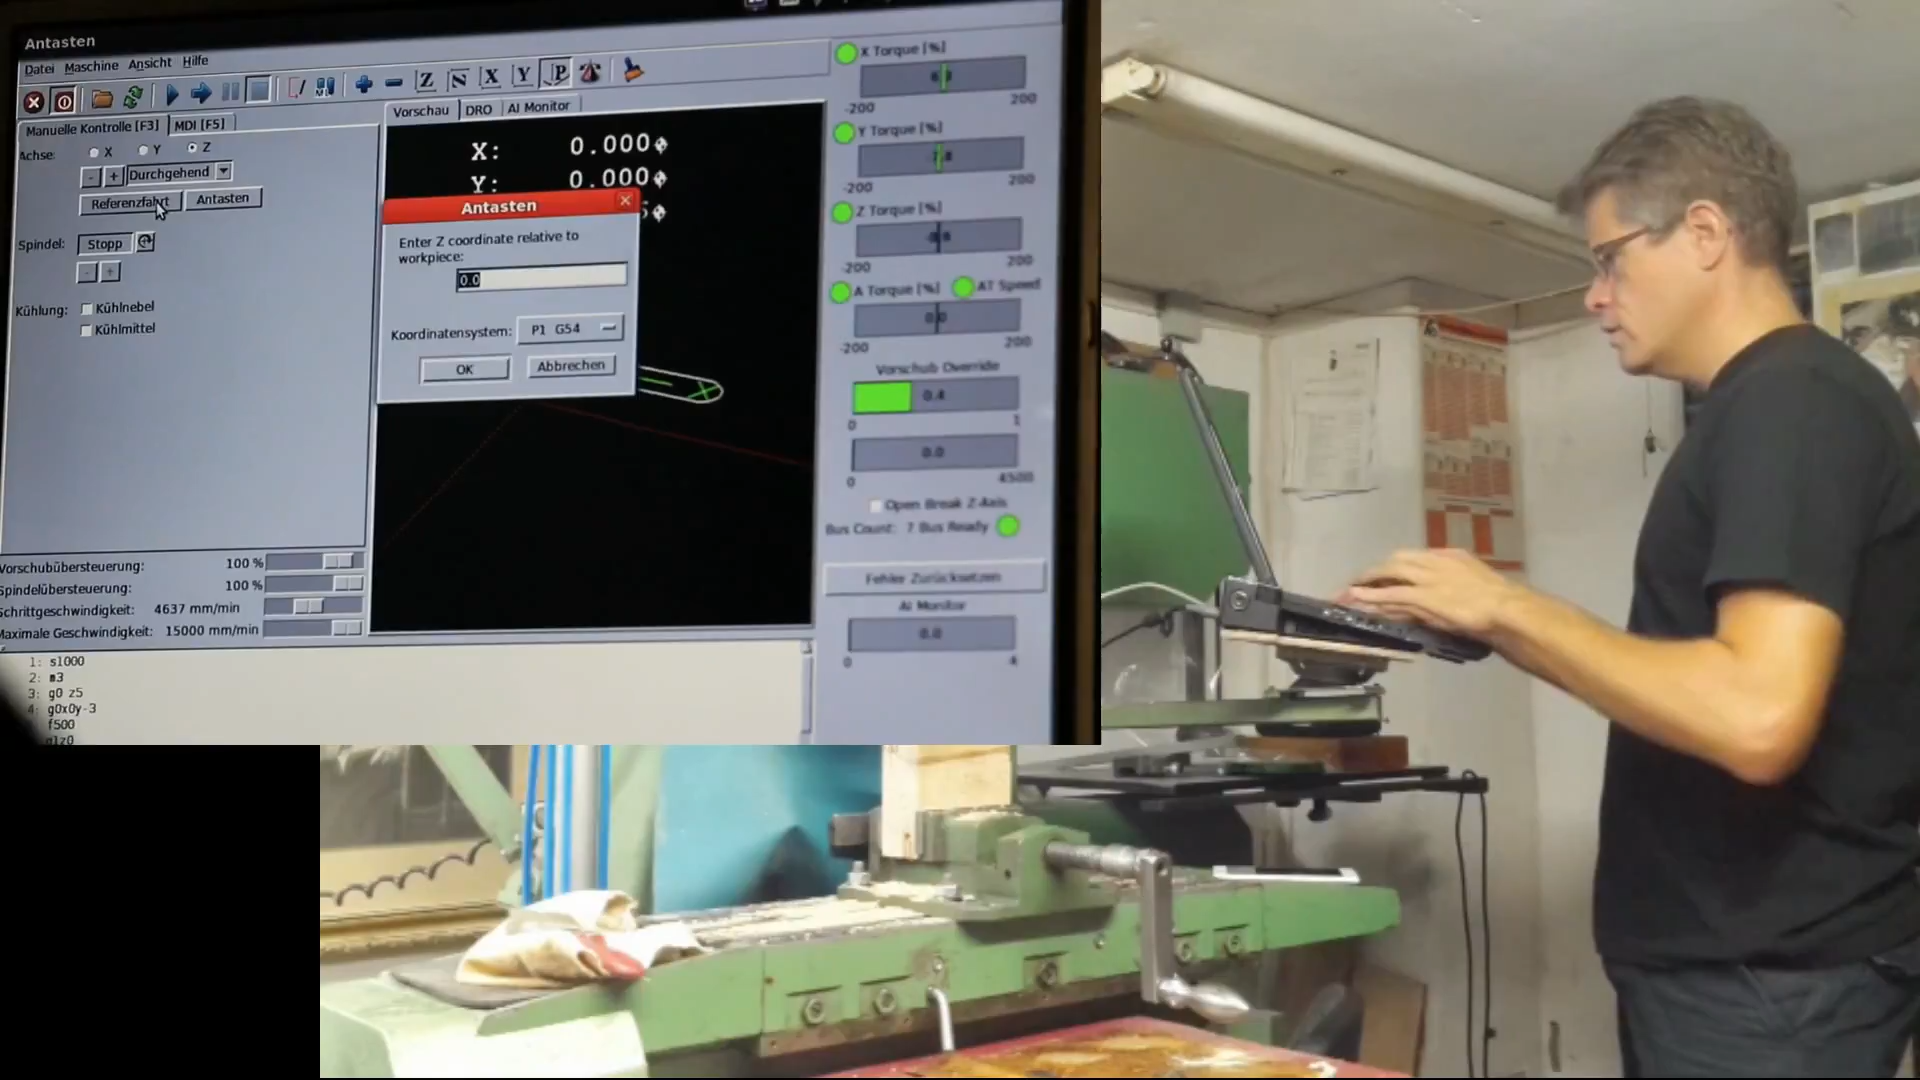 Antasten
Datei Maschine Ansicht Hilfe
Z N X Y P
Manuelle Kontrolle [F3] MDI [F5]
Achse: X Y Z
- + Durchgehend
Referenzfahrt Antasten
Spindel: Stopp
- +
Kühlung: Kühlnebel
Kühlmittel
Vorschubübersteuerung: 100 %
Spindelübersteuerung: 100 %
Schrittgeschwindigkeit: 4637 mm/min
Maximale Geschwindigkeit: 15000 mm/min
Vorschau DRO AI Monitor
X: 0.000
Y: 0.000
Antasten
Enter Z coordinate relative to
workpiece:
0.0
Koordinatensystem: P1 G54
OK Abbrechen
X Torque [%]
-200 200
Y Torque [%]
-200 200
Z Torque [%]
-200 200
A Torque [%] AT Speed
0.0
-200 200
Vorschub Override
0.4
0 1
0.0
0 4500
Open Break Z-Axis
Bus Count: 7 Bus Ready
Fehler Zurücksetzen
AI Monitor
0.0
0 4
1: s1000
2: m3
3: g0 z5
4: g0x0y-3
f500
g1z0